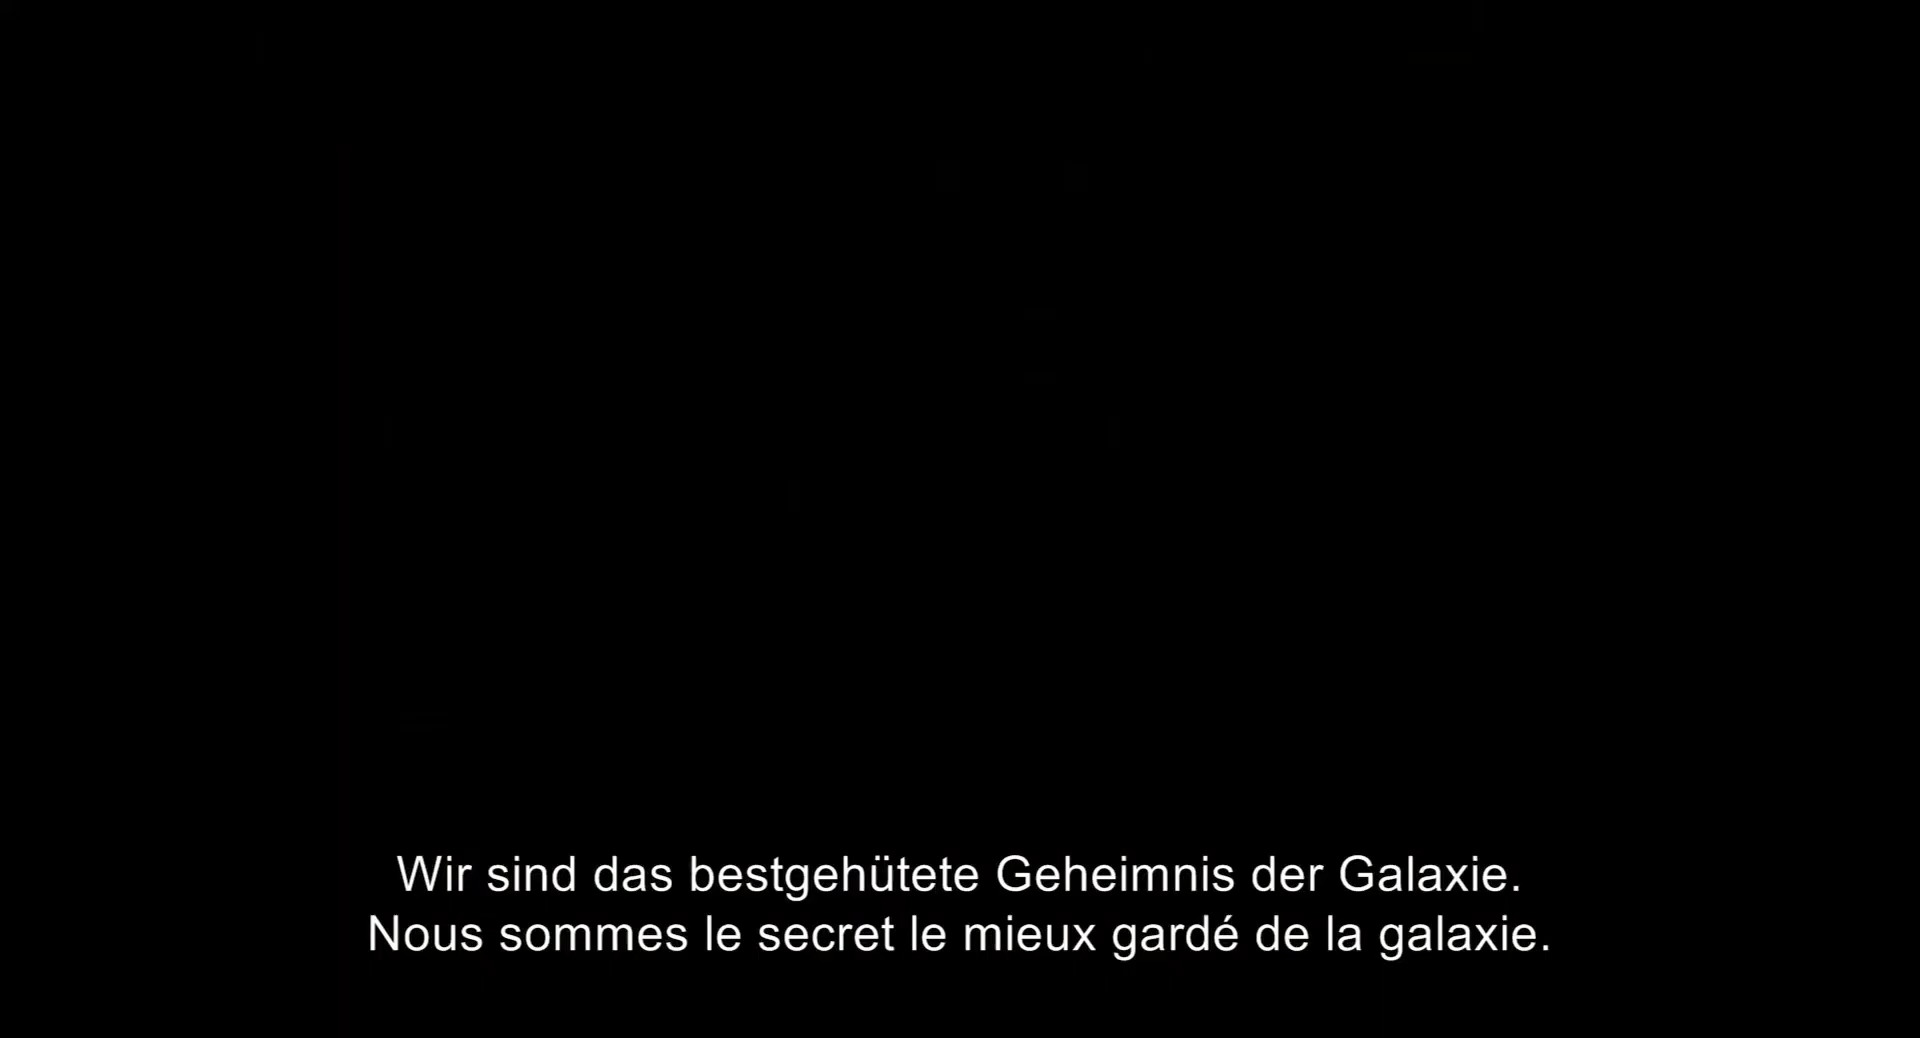 Wir sind das bestgehütete Geheimnis der Galaxie.
Nous sommes le secret le mieux gardé de la galaxie.